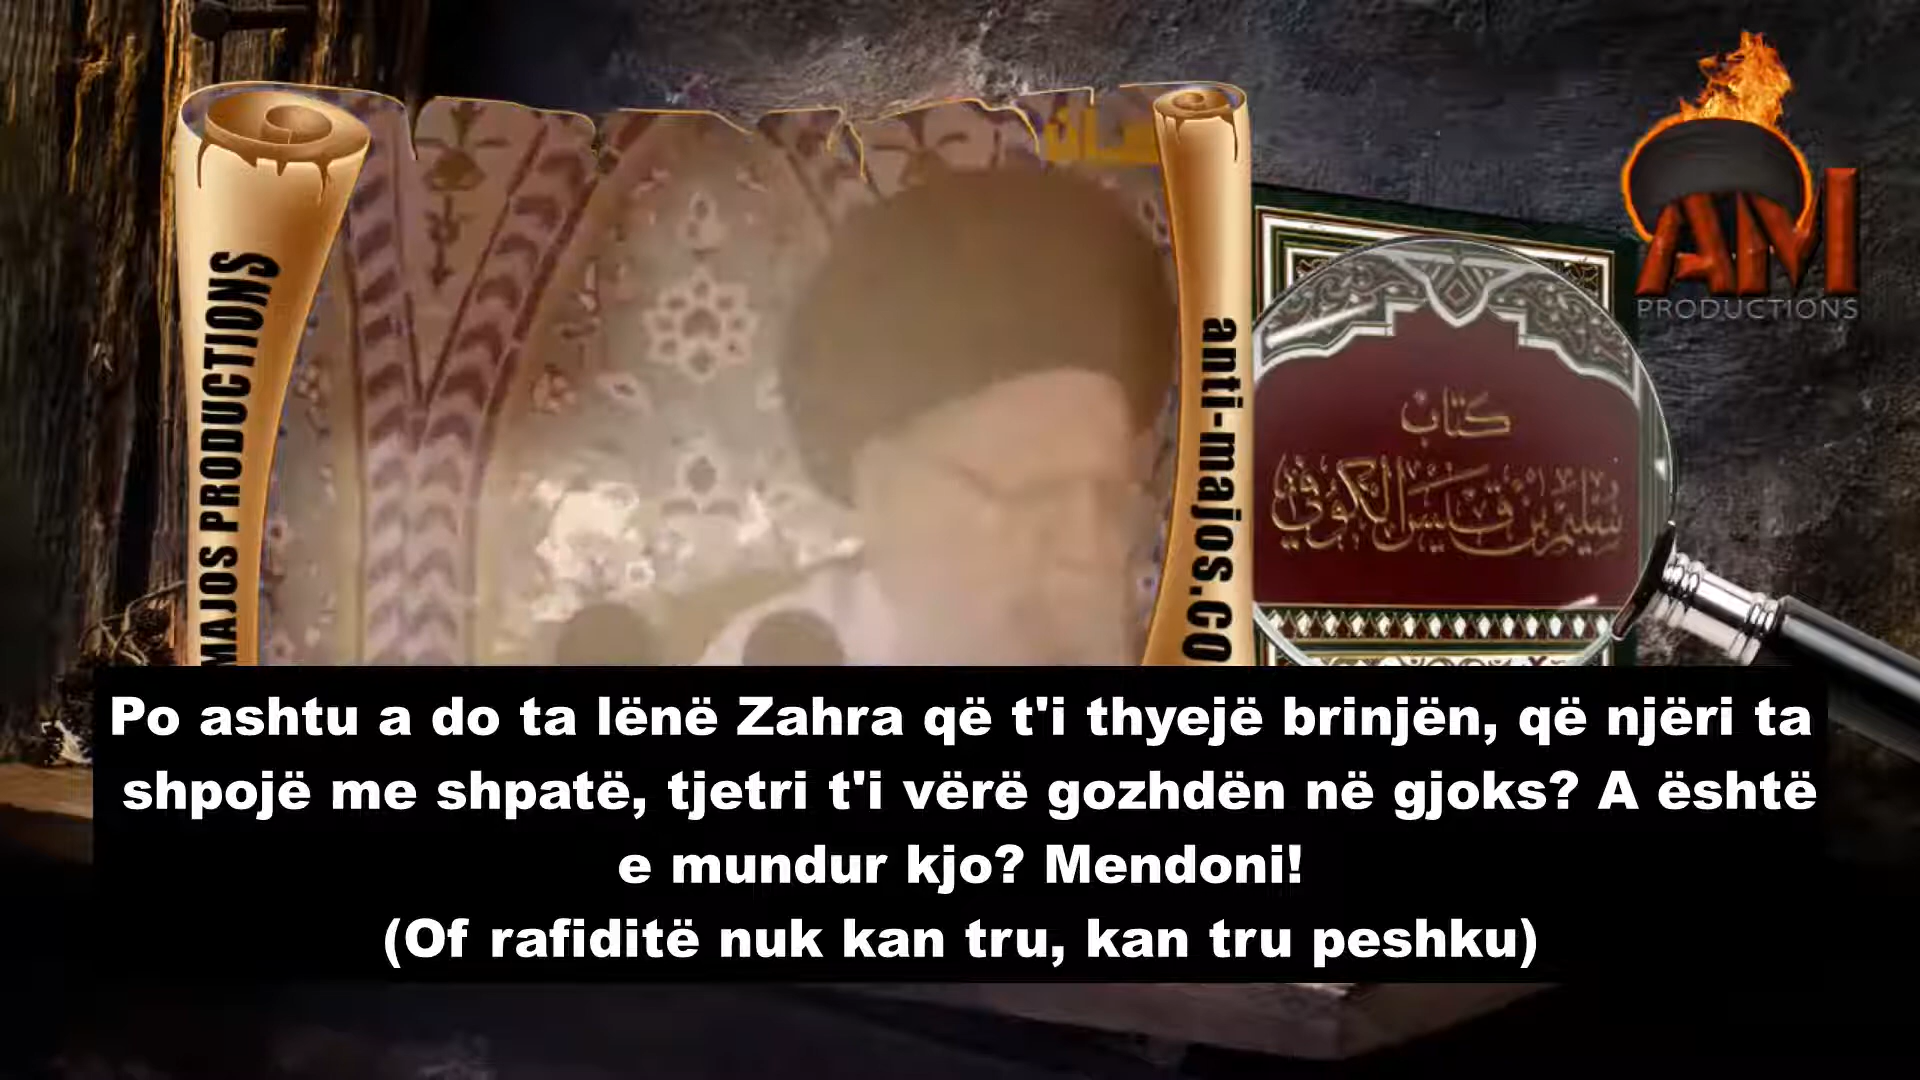 MAJOS PRODUCTIONS
anti-majos.co
AM
PRODUCTIONS
كتاب
سليم بن قيس الكوفي
Po ashtu a do ta lënë Zahra që t'i thyejë brinjën, që njëri ta
shpojë me shpatë, tjetri t'i vërë gozhdën në gjoks? A është
e mundur kjo? Mendoni!
(Of rafiditë nuk kan tru, kan tru peshku)